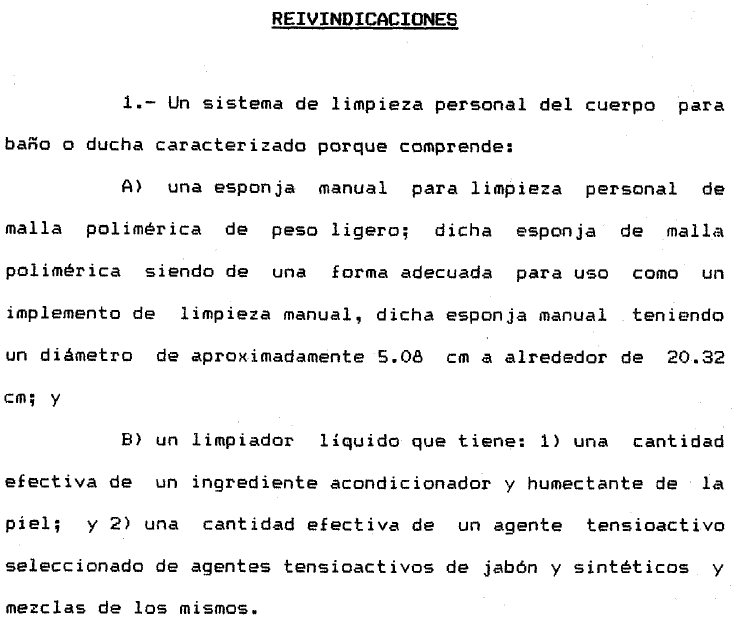 REIVINDICACIONES
1.- Un sistema de limpieza personal del cuerpo para
baño o ducha caracterizado porque comprende:
A) una esponja manual para limpieza personal de
malla polimérica de peso ligero; dicha esponja de malla
polimérica siendo de una forma adecuada para uso como un
implemento de limpieza manual, dicha esponja manual teniendo
un diámetro de aproximadamente 5.08 cm a alrededor de 20.32
cm; y
B) un limpiador líquido que tiene: 1) una cantidad
efectiva de un ingrediente acondicionador y humectante de la
piel; y 2) una cantidad efectiva de un agente tensioactivo
seleccionado de agentes tensioactivos de jabón y sintéticos y
mezclas de los mismos.